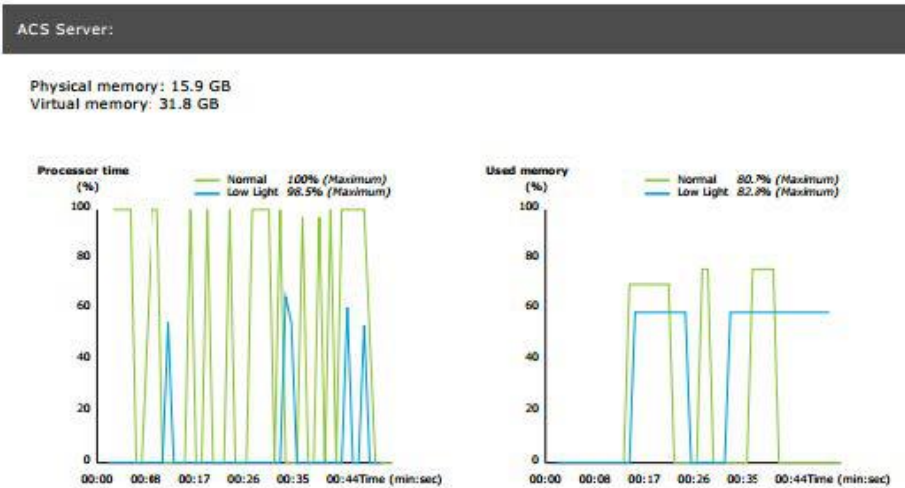 ACS Server:
Physical memory: 15.9 GB
Virtual memory: 31.8 GB
Processor time
(%)
Normal 100% (Maximum)
Low Light 98.5% (Maximum)
100
80
60
40
20
0
00:00 00:08 00:17 00:26 00:35 00:44Time (min:sec)
Used memory
(%)
Normal 80.7% (Maximum)
Low Light 82.8% (Maximum)
100
80
60
40
20
0
00:00 00:08 00:17 00:26 00:35 00:44Time (min:sec)